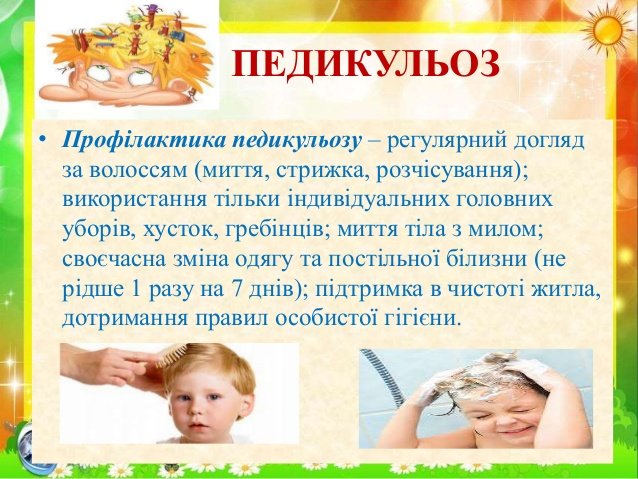 ПЕДИКУЛЬОЗ
• Профілактика педикульозу – регулярний догляд
за волоссям (миття, стрижка, розчісування);
використання тільки індивідуальних головних
уборів, хусток, гребінців; миття тіла з милом;
своєчасна зміна одягу та постільної білизни (не
рідше 1 разу на 7 днів); підтримка в чистоті житла,
дотримання правил особистої гігієни.